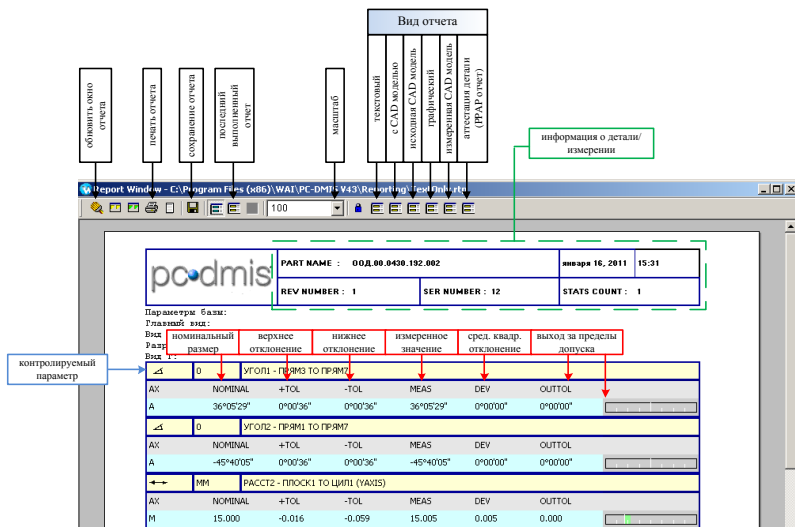 Вид отчета
обновить окно
отчета
печать отчета
сохранение отчета
последний
выполненный
отчет
масштаб
текстовый
с CAD моделью
исходная CAD модель
графический
измеренная CAD модель
аттестация детали
(PPAP отчет)
информация о детали/
измерении
Report Window - C:\Program Files (x86)\WAI\PC-DMIS V43\Reporting\TextOnly.rtp
100
pc•dmis
PART NAME : ООД.00.0430.192.002
января 16, 2011 15:31
REV NUMBER : 1
SER NUMBER : 12
STATS COUNT : 1
Параметры базы:
Главный вид:
Вид
Разр
Вид Г:
номинальный
размер
верхнее
отклонение
нижнее
отклонение
измеренное
значение
сред. квадр.
отклонение
выход за пределы
допуска
контролируемый
параметр
0 УГОЛ1 - ПРЯМ3 TO ПРЯМ7
AX NOMINAL +TOL -TOL MEAS DEV OUTTOL
A 36°05'29" 0°00'36" 0°00'36" 36°05'29" 0°00'00" 0°00'00"
0 УГОЛ2 - ПРЯМ1 TO ПРЯМ7
AX NOMINAL +TOL -TOL MEAS DEV OUTTOL
A -45°40'05" 0°00'36" 0°00'36" -45°40'05" 0°00'00" 0°00'00"
MM РАССТ2 - ПЛОСК1 TO ЦИЛ1 (YAXIS)
AX NOMINAL +TOL -TOL MEAS DEV OUTTOL
M 15.000 -0.016 -0.059 15.005 0.005 0.000